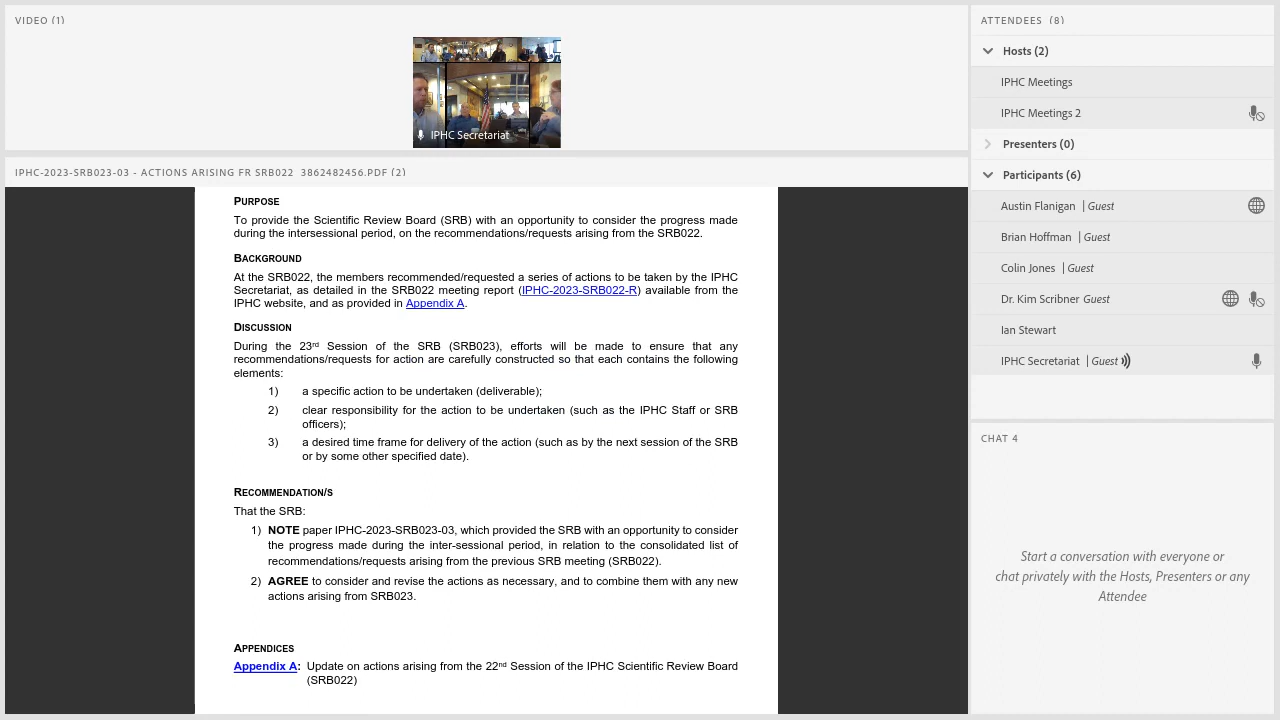 VIDEO (1)
IPHC Secretariat
IPHC-2023-SRB023-03 - ACTIONS ARISING FR SRB022_3862482456.PDF (2)
PURPOSE
To provide the Scientific Review Board (SRB) with an opportunity to consider the progress made
during the intersessional period, on the recommendations/requests arising from the SRB022.
BACKGROUND
At the SRB022, the members recommended/requested a series of actions to be taken by the IPHC
Secretariat, as detailed in the SRB022 meeting report (IPHC-2023-SRB022-R) available from the
IPHC website, and as provided in Appendix A.
DISCUSSION
During the 23rd Session of the SRB (SRB023), efforts will be made to ensure that any
recommendations/requests for action are carefully constructed so that each contains the following
elements:
1) a specific action to be undertaken (deliverable);
2) clear responsibility for the action to be undertaken (such as the IPHC Staff or SRB
officers);
3) a desired time frame for delivery of the action (such as by the next session of the SRB
or by some other specified date).
RECOMMENDATION/S
That the SRB:
1) NOTE paper IPHC-2023-SRB023-03, which provided the SRB with an opportunity to consider
the progress made during the inter-sessional period, in relation to the consolidated list of
recommendations/requests arising from the previous SRB meeting (SRB022).
2) AGREE to consider and revise the actions as necessary, and to combine them with any new
actions arising from SRB023.
APPENDICES
Appendix A: Update on actions arising from the 22nd Session of the IPHC Scientific Review Board
(SRB022)
ATTENDEES (8)
Hosts (2)
IPHC Meetings
IPHC Meetings 2
Presenters (0)
Participants (6)
Austin Flanigan | Guest
Brian Hoffman | Guest
Colin Jones | Guest
Dr. Kim Scribner Guest
Ian Stewart
IPHC Secretariat | Guest
CHAT 4
Start a conversation with everyone or
chat privately with the Hosts, Presenters or any
Attendee